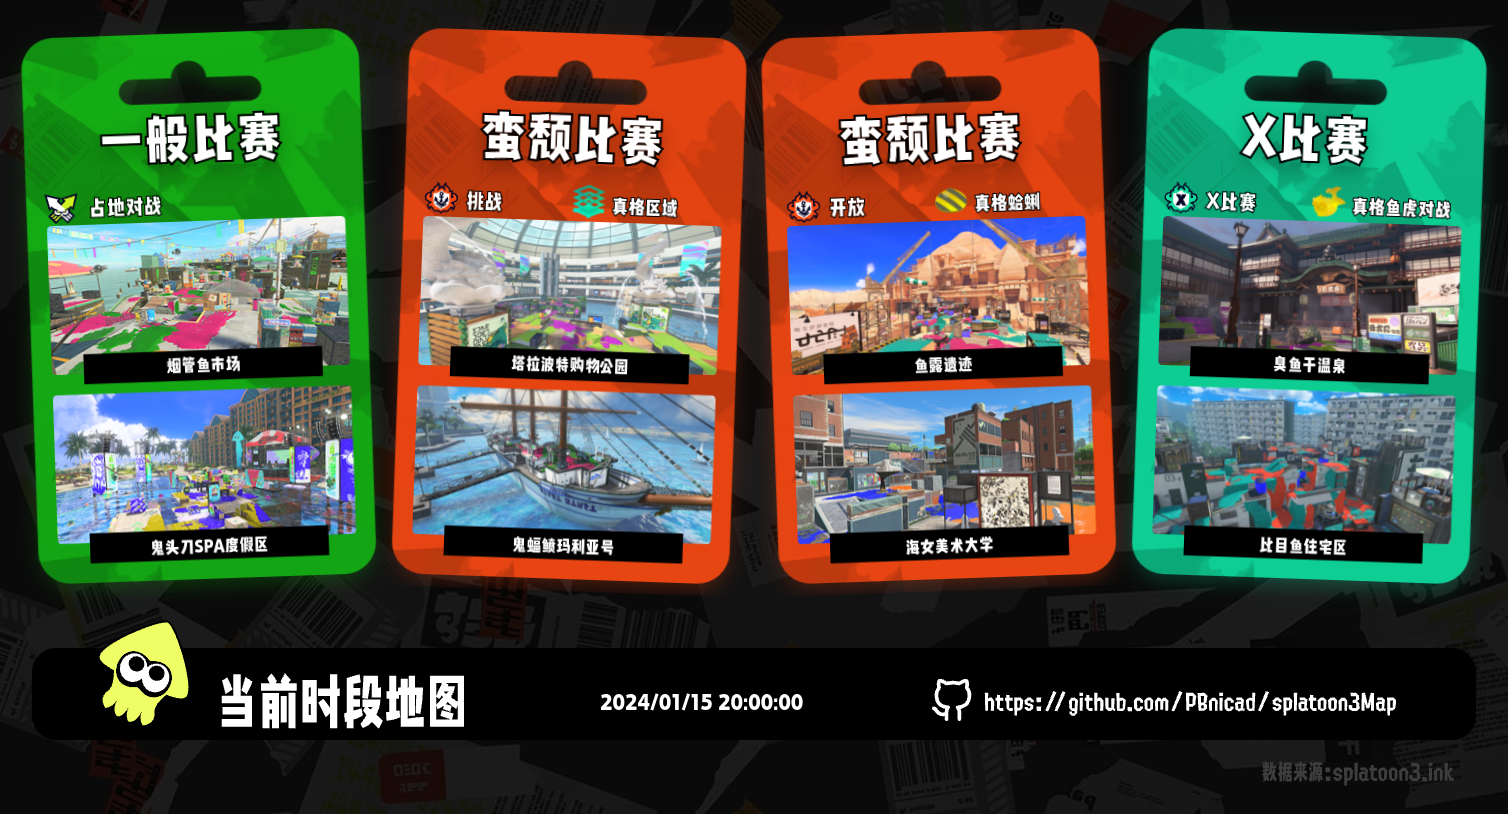 一般比赛
占地对战
烟管鱼市场
鬼头刀SPA度假区
蛮颓比赛
挑战
真格区域
塔拉波特购物公园
鬼蝠鲼玛利亚号
蛮颓比赛
开放
真格蛤蜊
鱼露遗迹
海女美术大学
X比赛
X比赛
真格鱼虎对战
臭鱼干温泉
比目鱼住宅区
当前时段地图
2024/01/15 20:00:00
https://github.com/PBnicad/splatoon3Map
数据来源:splatoon3.ink